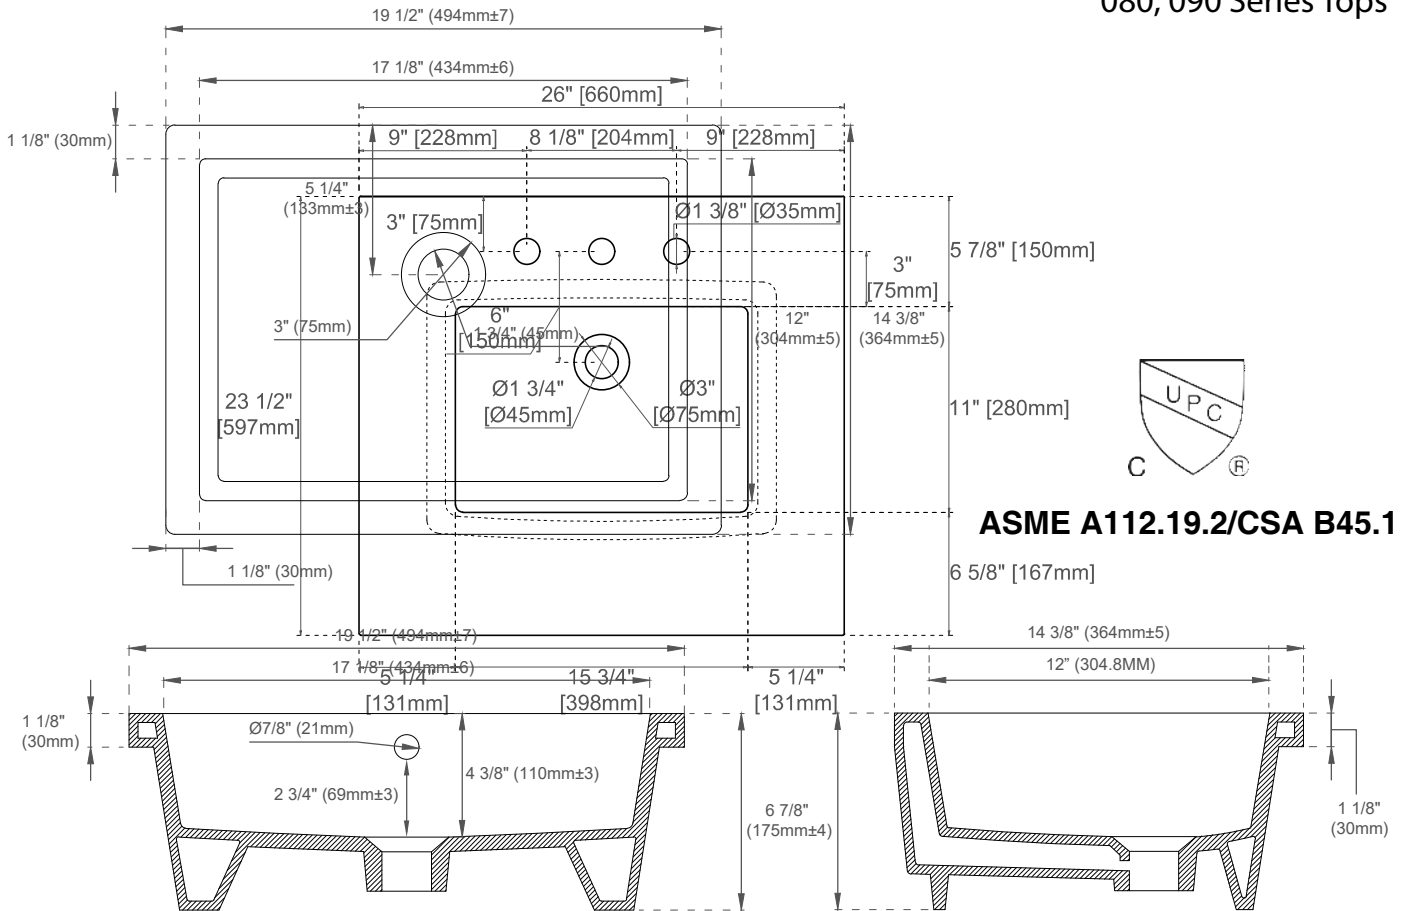 080, 090 Series Tops
19 1/2" (494mm±7)
17 1/8" (434mm±6)
26" [660mm]
1 1/8" (30mm)
9" [228mm]
8 1/8" [204mm]
9" [228mm]
5 1/4"
(133mm±3)
3" [75mm]
Ø1 3/8" [Ø35mm]
5 7/8" [150mm]
3"
[75mm]
3" (75mm)
6"
[150mm]
1 3/4" (45mm)
12"
(304mm±5)
14 3/8"
(364mm±5)
23 1/2"
[597mm]
Ø1 3/4"
[Ø45mm]
Ø3"
[Ø75mm]
11" [280mm]
U P C
C
®
ASME A112.19.2/CSA B45.1
1 1/8" (30mm)
6 5/8" [167mm]
19 1/2" (494mm±7)
17 1/8" (434mm±6)
5 1/4"
[131mm]
15 3/4"
[398mm]
5 1/4"
[131mm]
14 3/8" (364mm±5)
12” (304.8MM)
1 1/8"
(30mm)
Ø7/8" (21mm)
4 3/8" (110mm±3)
2 3/4" (69mm±3)
6 7/8"
(175mm±4)
1 1/8"
(30mm)